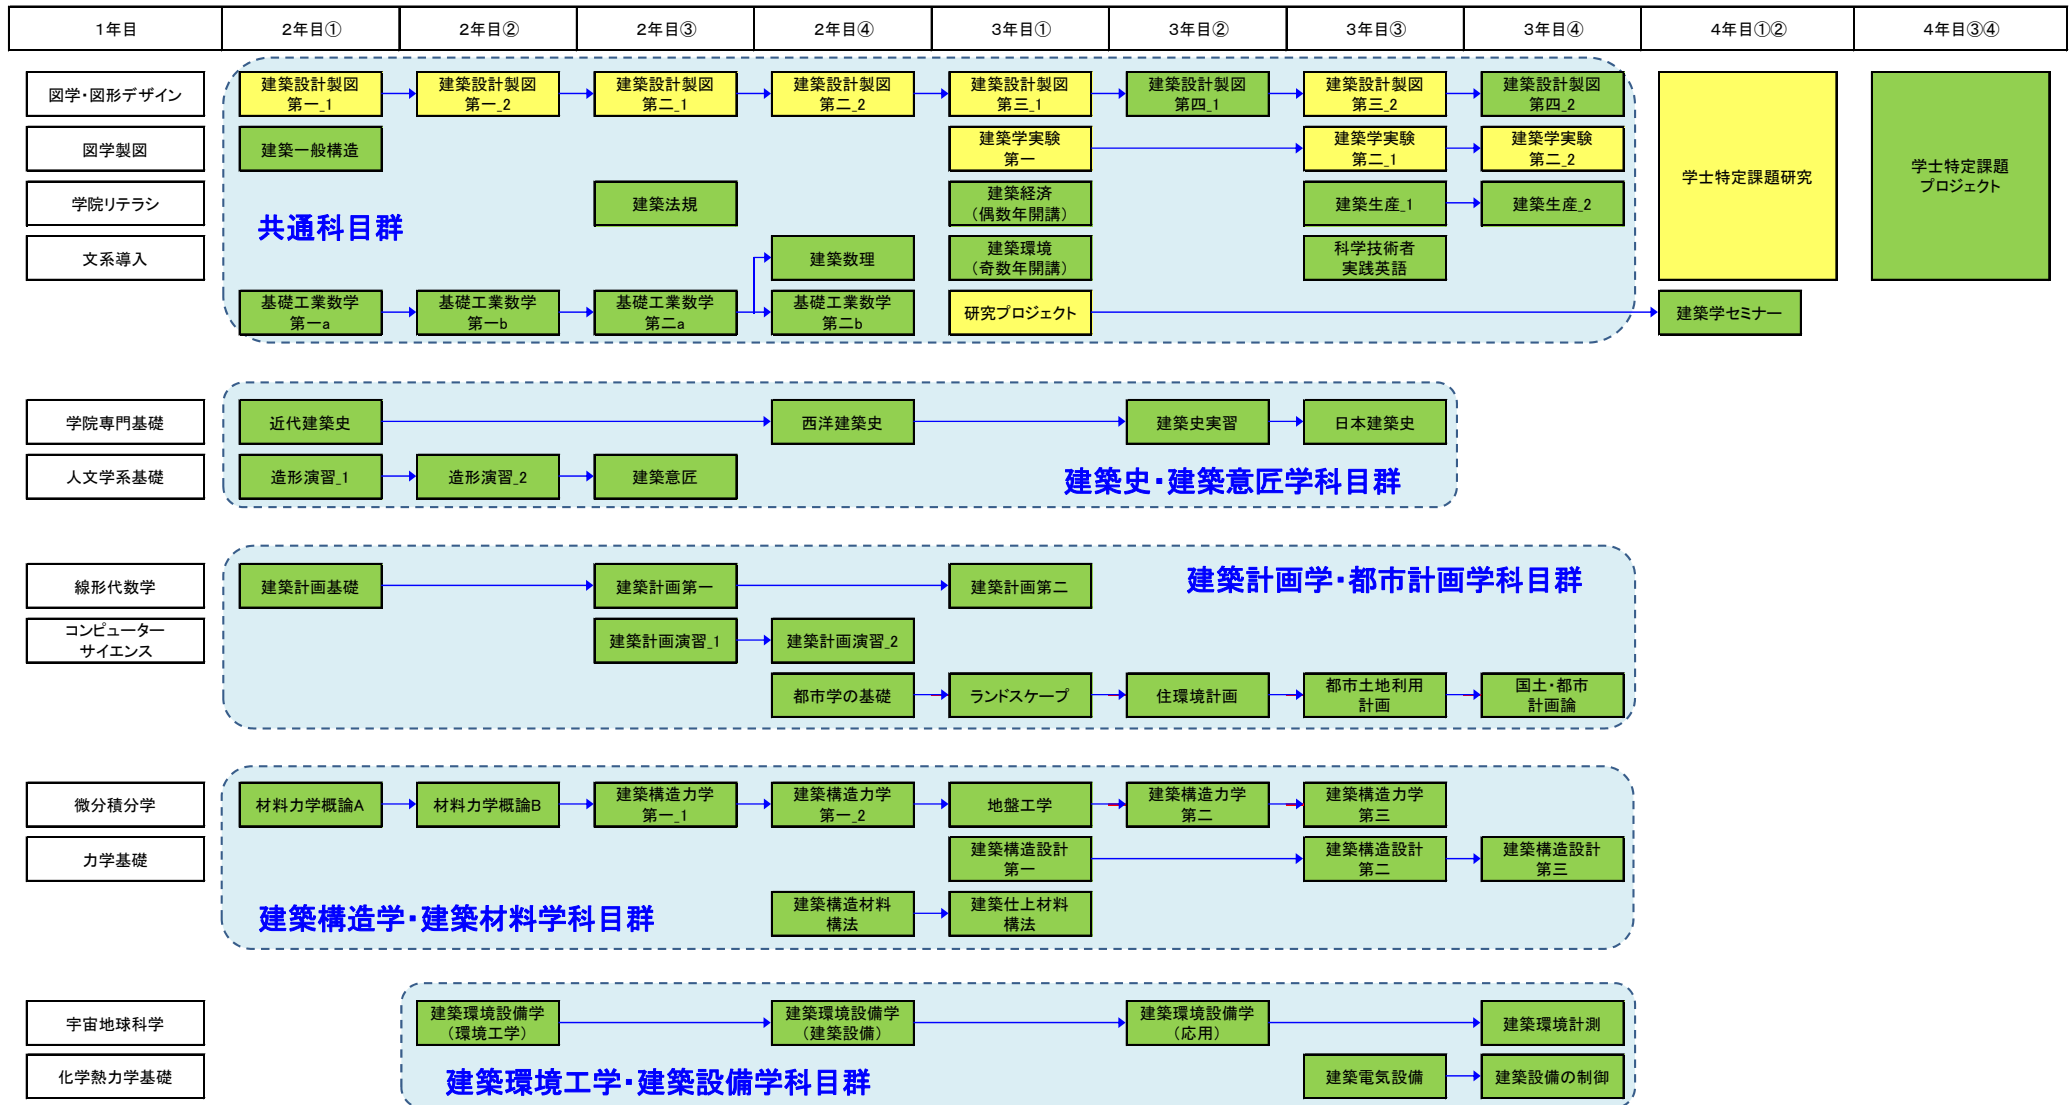 1年目
2年目①
2年目②
2年目③
2年目④
3年目①
3年目②
3年目③
3年目④
4年目①②
4年目③④
図学・図形デザイン
建築設計製図
第一_1
建築設計製図
第一_2
建築設計製図
第二_1
建築設計製図
第二_2
建築設計製図
第三_1
建築設計製図
第四_1
建築設計製図
第三_2
建築設計製図
第四_2
学士特定課題研究
学士特定課題
プロジェクト
図学製図
建築一般構造
建築学実験
第一
建築学実験
第二_1
建築学実験
第二_2
学院リテラシ
共通科目群
建築法規
建築経済
(偶数年開講)
建築生産_1
建築生産_2
文系導入
建築数理
建築環境
(奇数年開講)
科学技術者
実践英語
基礎工業数学
第一a
基礎工業数学
第一b
基礎工業数学
第二a
基礎工業数学
第二b
研究プロジェクト
建築学セミナー
学院専門基礎
近代建築史
西洋建築史
建築史実習
日本建築史
人文学系基礎
造形演習_1
造形演習_2
建築意匠
建築史・建築意匠学科目群
線形代数学
建築計画基礎
建築計画第一
建築計画第二
建築計画学・都市計画学科目群
コンピューター
サイエンス
建築計画演習_1
建築計画演習_2
都市学の基礎
ランドスケープ
住環境計画
都市土地利用
計画
国土・都市
計画論
微分積分学
材料力学概論A
材料力学概論B
建築構造力学
第一_1
建築構造力学
第一_2
地盤工学
建築構造力学
第二
建築構造力学
第三
力学基礎
建築構造設計
第一
建築構造設計
第二
建築構造設計
第三
建築構造学・建築材料学科目群
建築構造材料
構法
建築仕上材料
構法
宇宙地球科学
建築環境設備学
(環境工学)
建築環境設備学
(建築設備)
建築環境設備学
(応用)
建築環境計測
化学熱力学基礎
建築環境工学・建築設備学科目群
建築電気設備
建築設備の制御